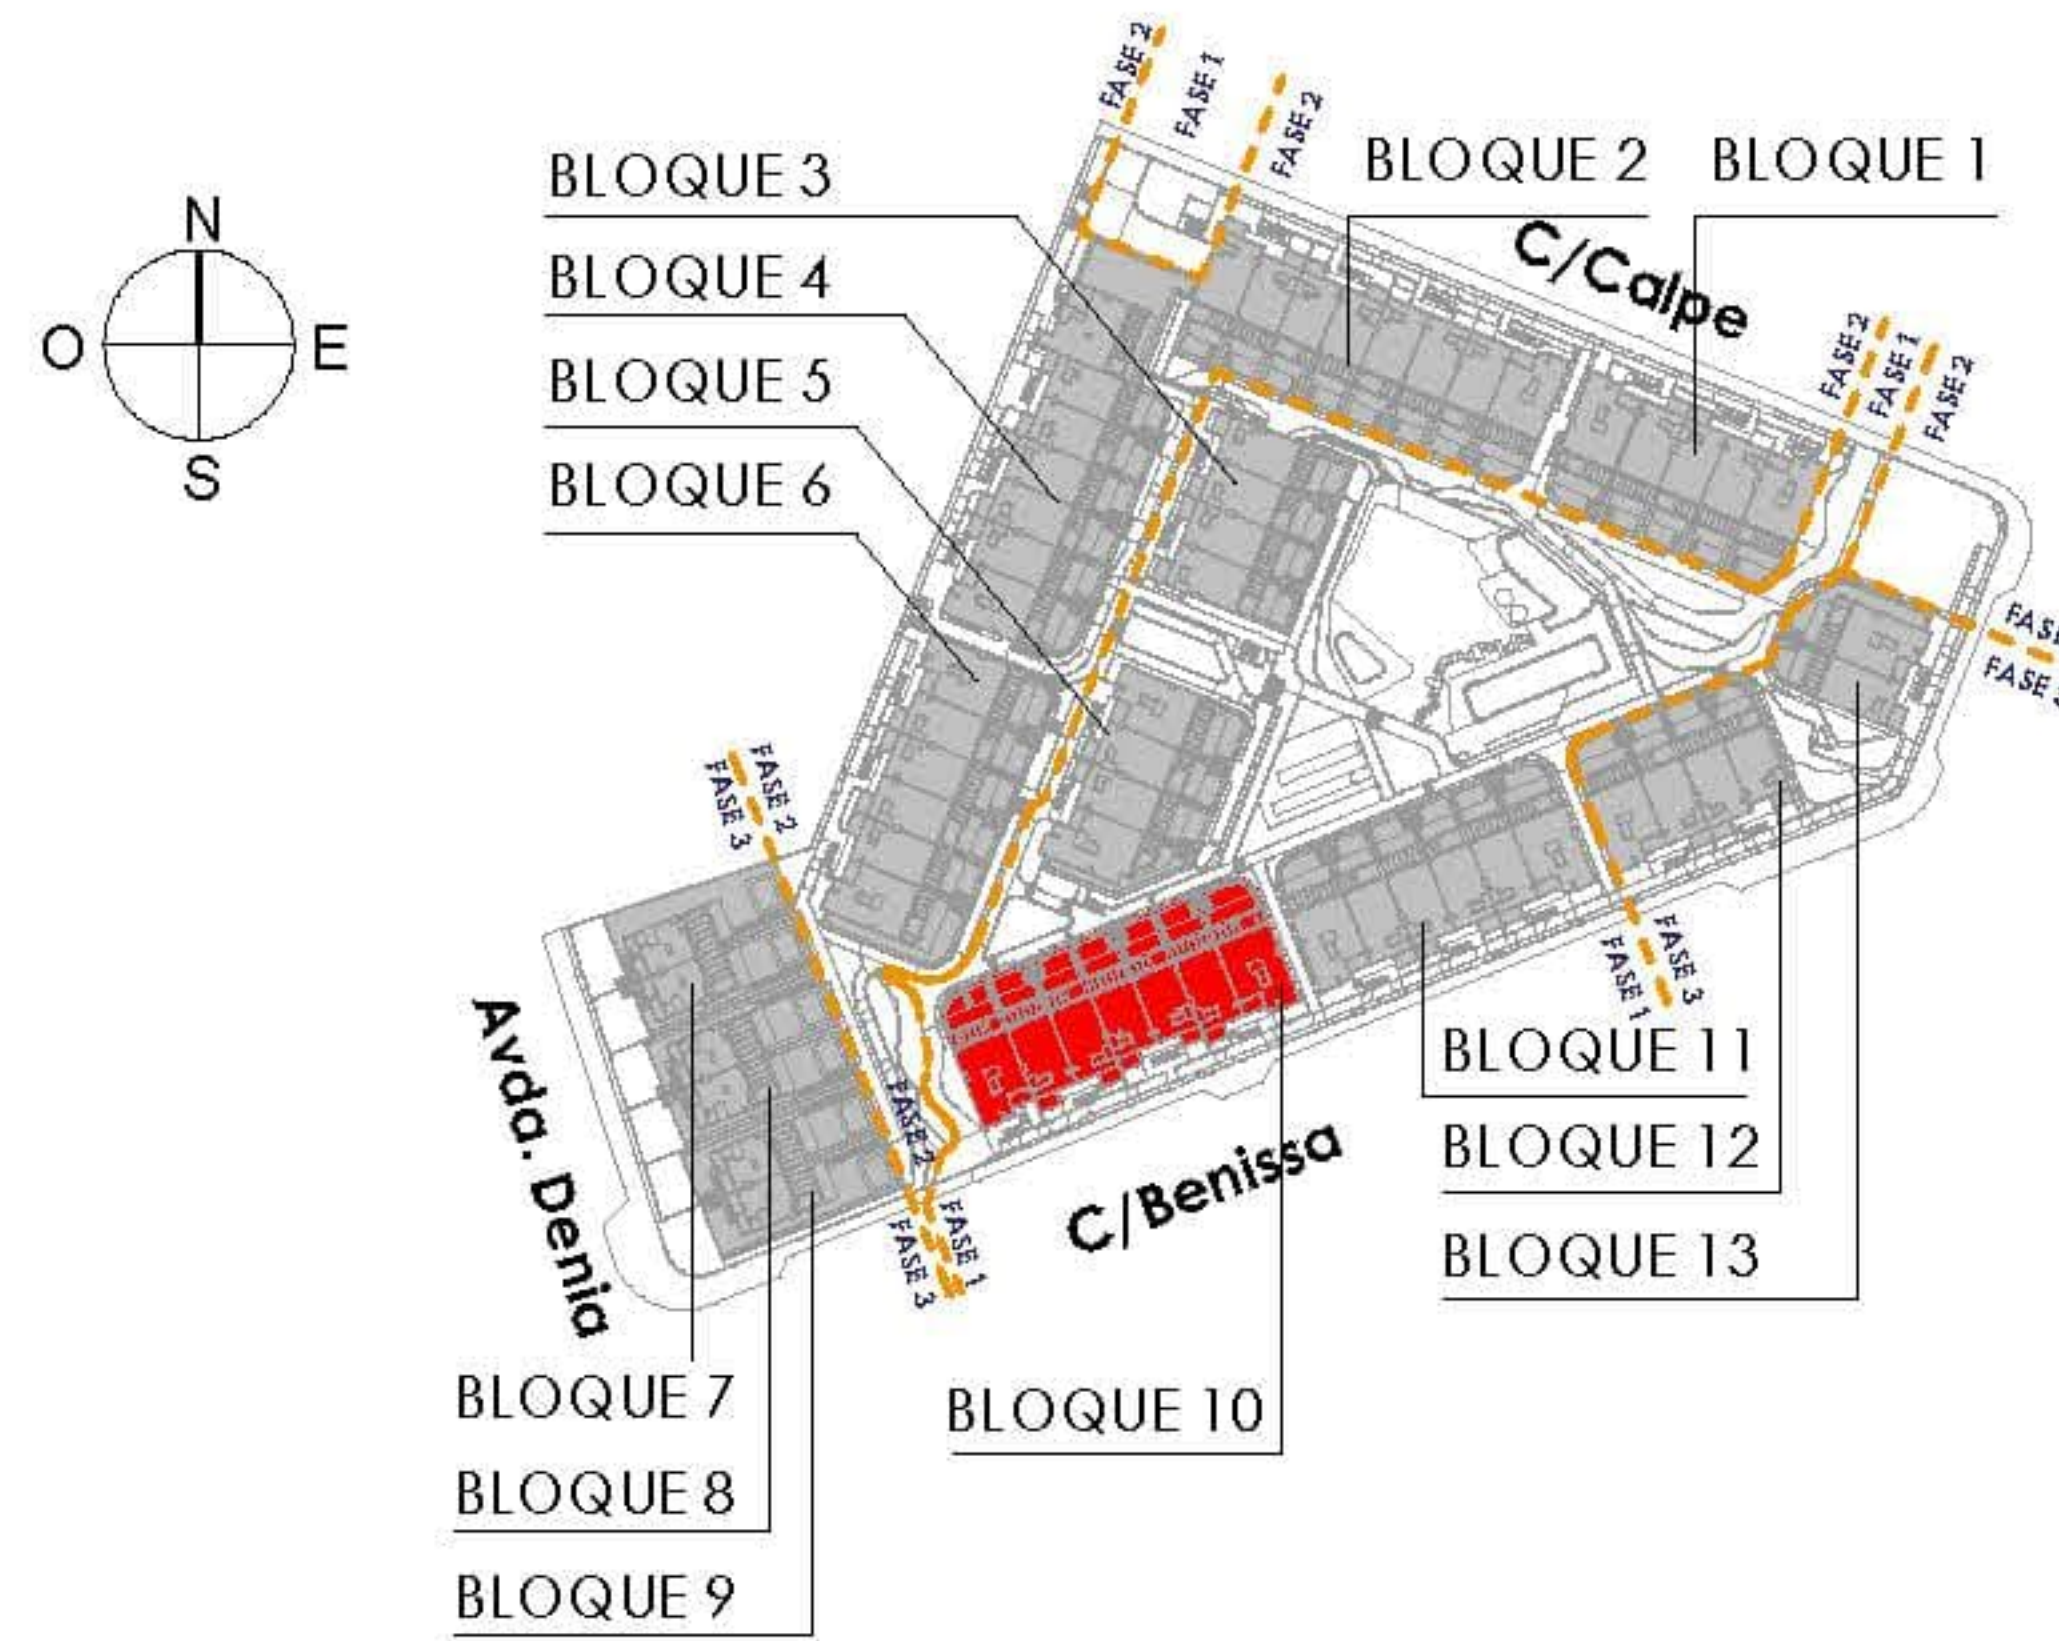 FASE 2
FASE 1
FASE 2
BLOQUE 3
BLOQUE 2
BLOQUE 1
N
C/Calpe
BLOQUE 4
O
E
FASE 2
FASE 1
FASE 2
BLOQUE 5
S
BLOQUE 6
FASE
FASE 2
FASE 3
FASE 3
FASE 1
Avda. Denia
BLOQUE 11
FASE 2
C/Benissa
BLOQUE 12
FASE 1
FASE 3
BLOQUE 13
BLOQUE 7
BLOQUE 10
BLOQUE 8
BLOQUE 9